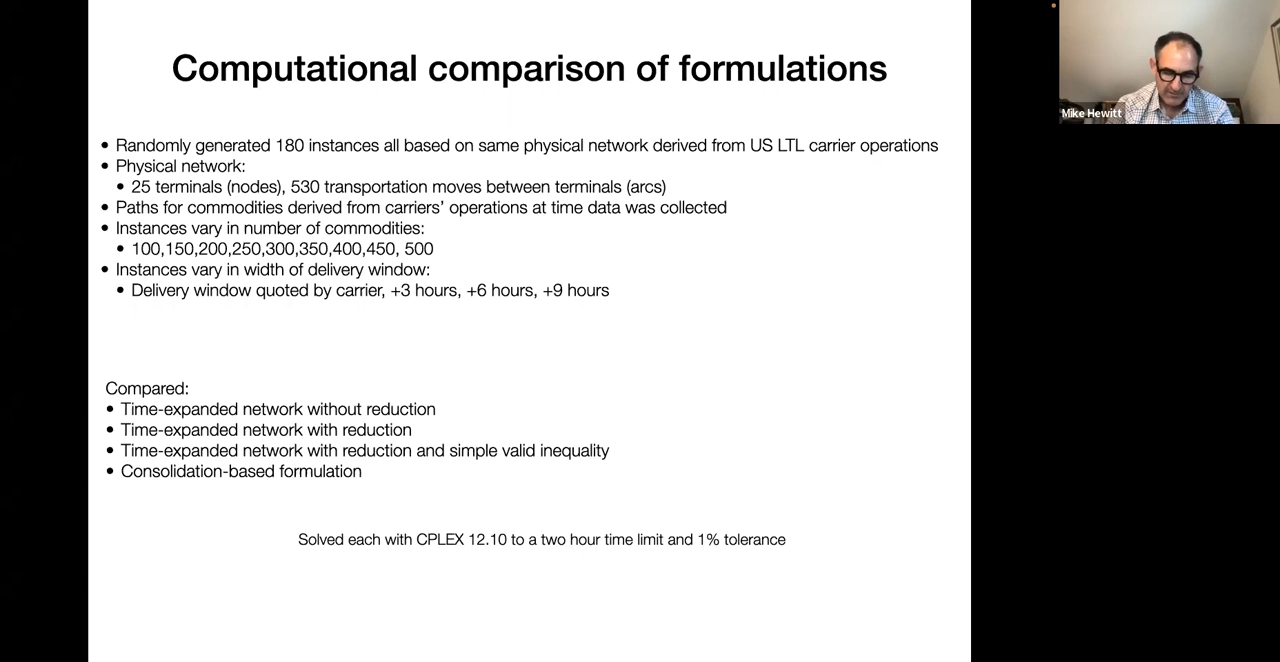 Computational comparison of formulations
• Randomly generated 180 instances all based on same physical network derived from US LTL carrier operations
• Physical network:
• 25 terminals (nodes), 530 transportation moves between terminals (arcs)
• Paths for commodities derived from carriers’ operations at time data was collected
• Instances vary in number of commodities:
• 100,150,200,250,300,350,400,450, 500
• Instances vary in width of delivery window:
• Delivery window quoted by carrier, +3 hours, +6 hours, +9 hours
Compared:
• Time-expanded network without reduction
• Time-expanded network with reduction
• Time-expanded network with reduction and simple valid inequality
• Consolidation-based formulation
Solved each with CPLEX 12.10 to a two hour time limit and 1% tolerance
Mike Hewitt